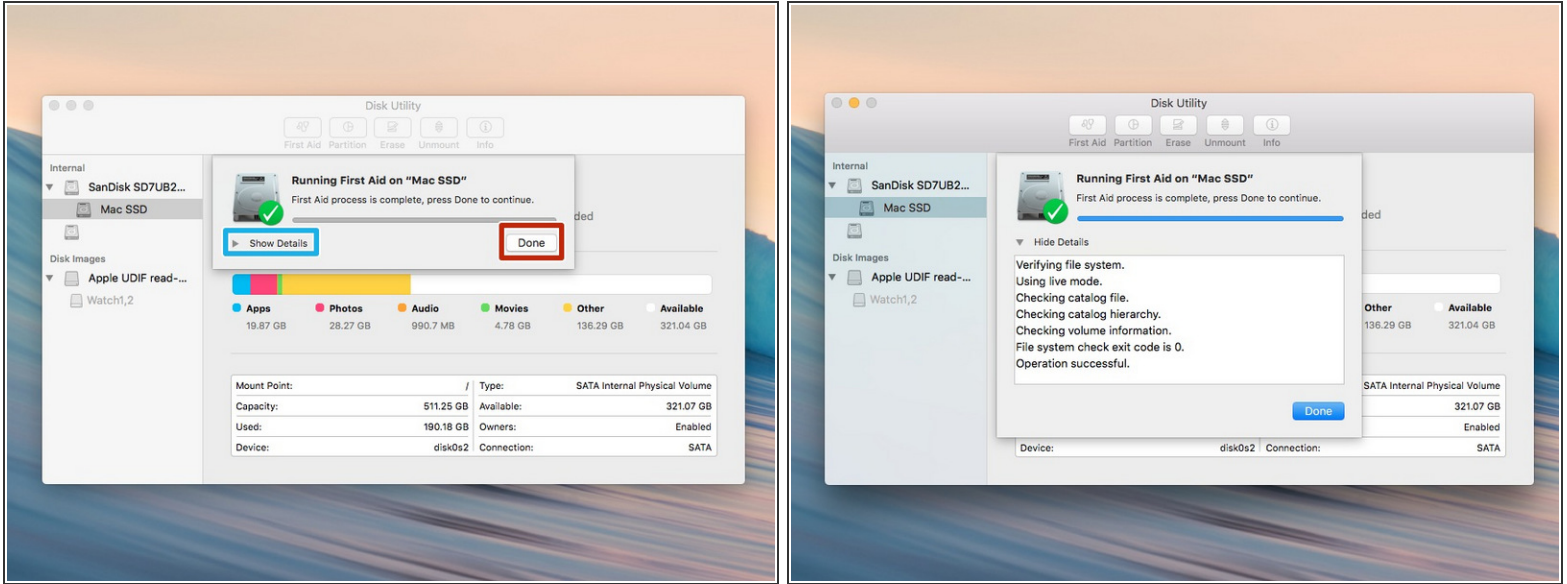 Disk Utility
First Aid Partition Erase Unmount Info
Internal
SanDisk SD7UB2...
Mac SSD
Disk Images
Apple UDIF read-...
Watch1,2
Running First Aid on “Mac SSD”
First Aid process is complete, press Done to continue.
Show Details
Done
ded
Apps Photos Audio Movies Other Available
19.87 GB 28.27 GB 990.7 MB 4.78 GB 136.29 GB 321.04 GB
Mount Point: / Type: SATA Internal Physical Volume
Capacity: 511.25 GB Available: 321.07 GB
Used: 190.18 GB Owners: Enabled
Device: disk0s2 Connection: SATA
Disk Utility
First Aid Partition Erase Unmount Info
Internal
SanDisk SD7UB2...
Mac SSD
Disk Images
Apple UDIF read-...
Watch1,2
Running First Aid on “Mac SSD”
First Aid process is complete, press Done to continue.
Hide Details
Verifying file system.
Using live mode.
Checking catalog file.
Checking catalog hierarchy.
Checking volume information.
File system check exit code is 0.
Operation successful.
Done
ded
Other Available
136.29 GB 321.04 GB
SATA Internal Physical Volume
321.07 GB
Enabled
Device: disk0s2 Connection: SATA